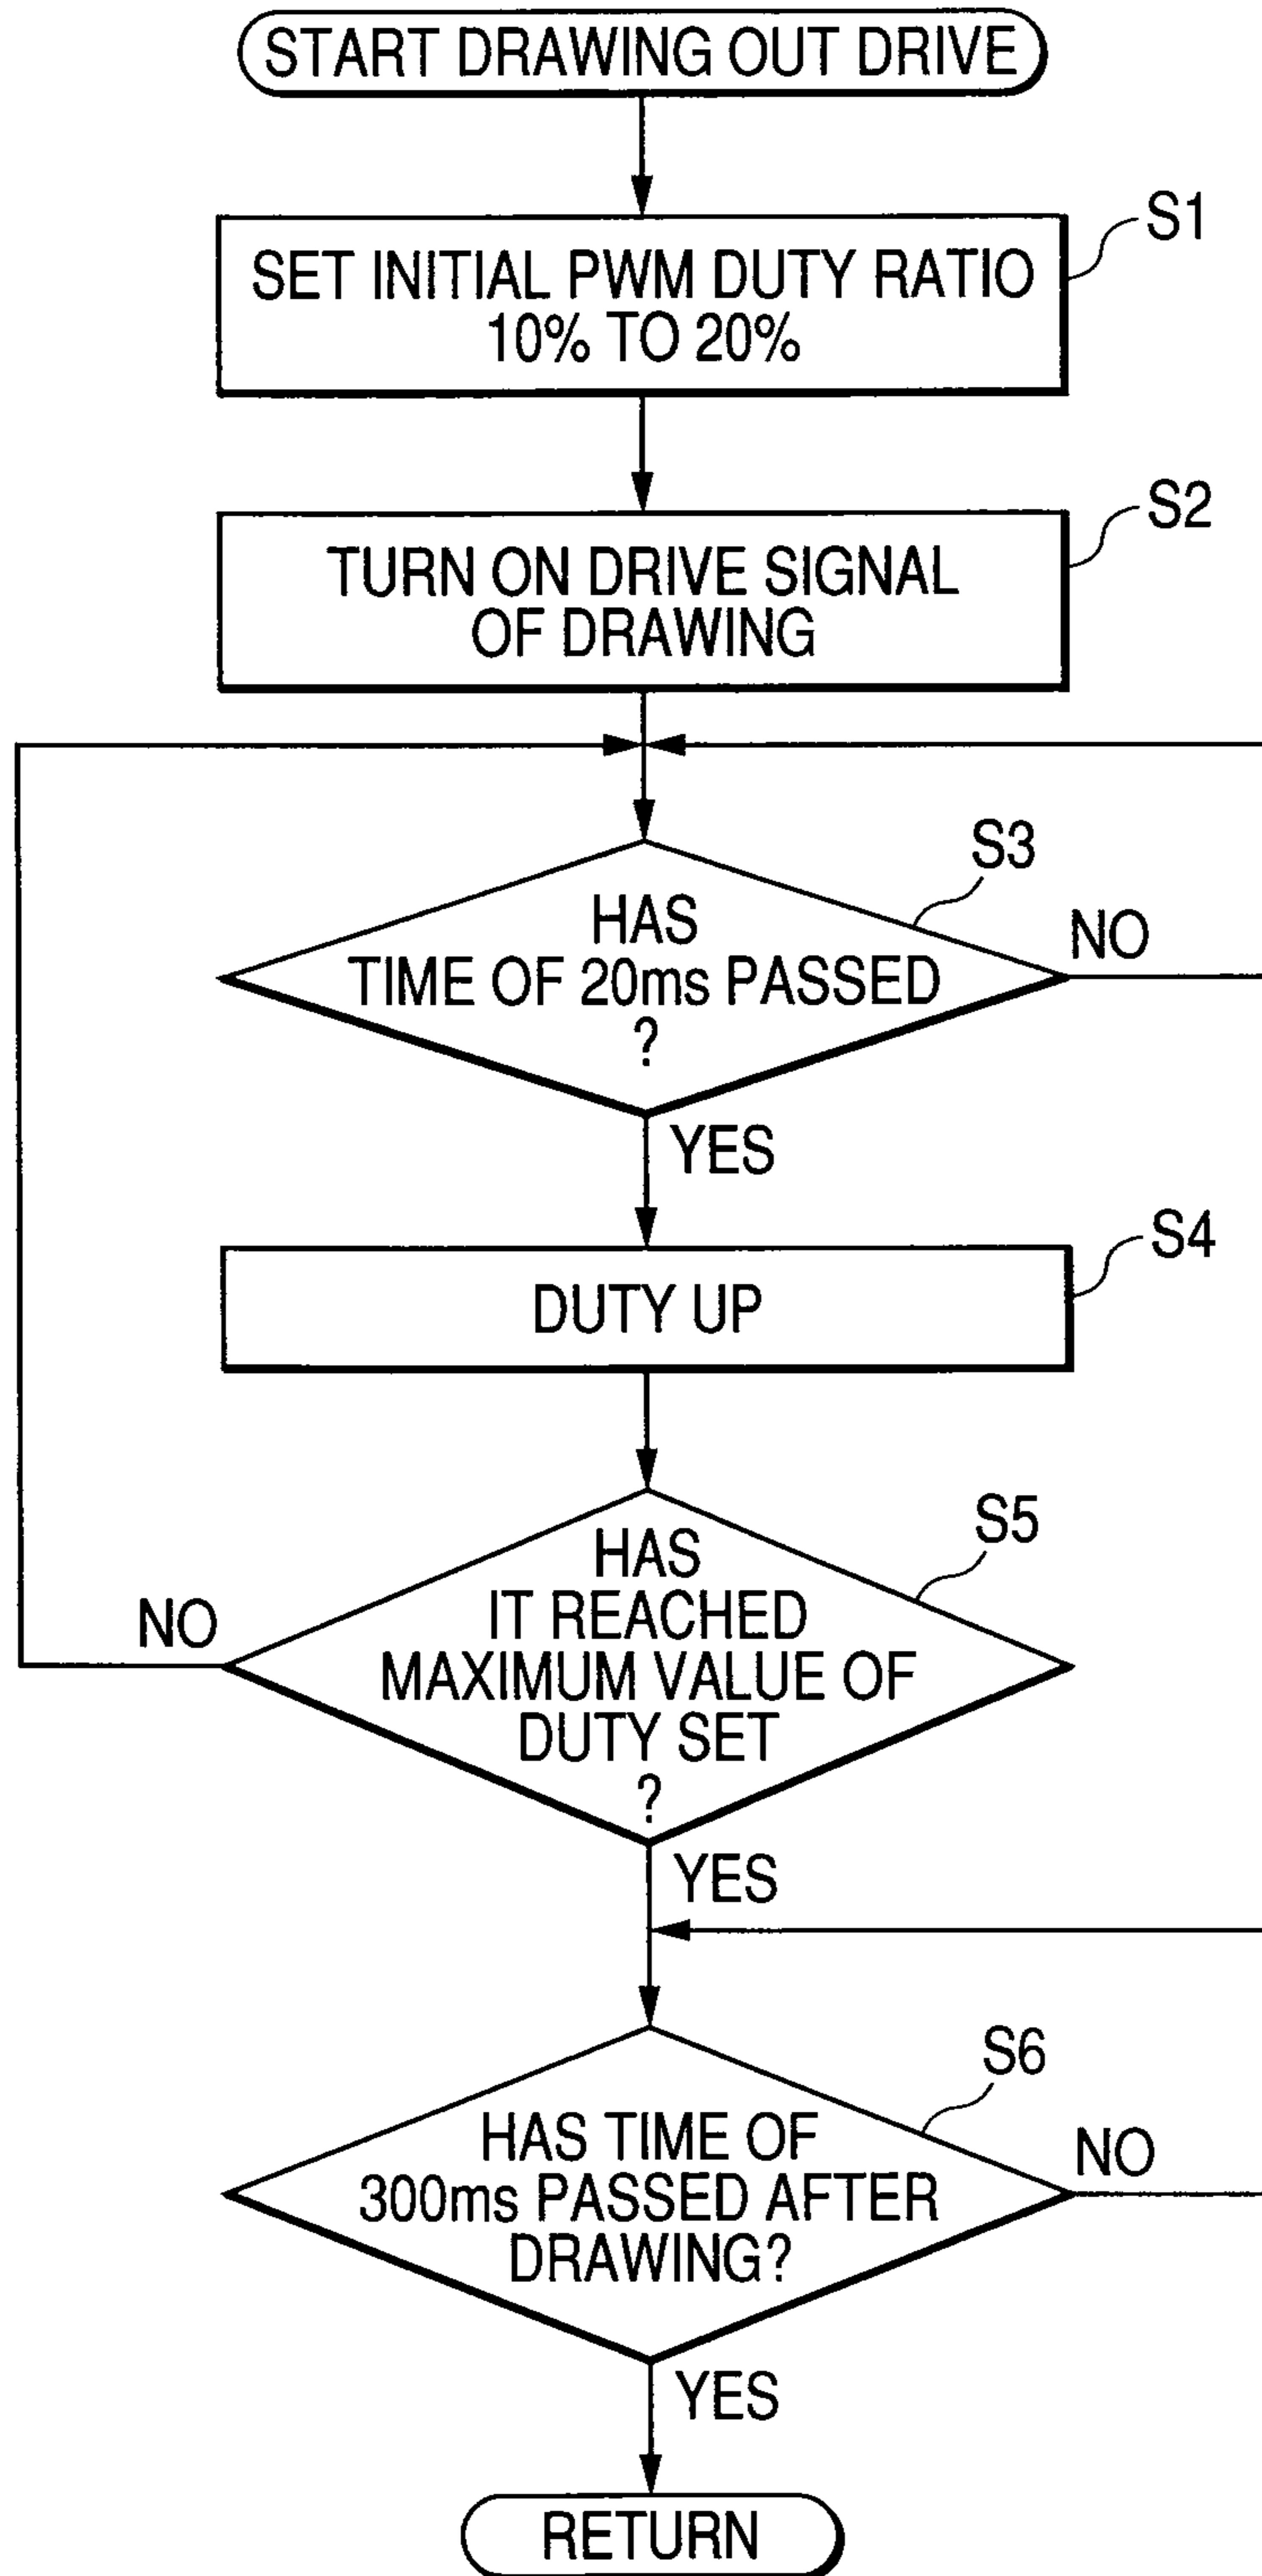 START DRAWING OUT DRIVE
S1
SET INITIAL PWM DUTY RATIO
10% TO 20%
S2
TURN ON DRIVE SIGNAL
OF DRAWING
S3
HAS
TIME OF 20ms PASSED
?
NO
YES
S4
DUTY UP
S5
HAS
IT REACHED
MAXIMUM VALUE OF
DUTY SET
?
NO
YES
S6
HAS TIME OF
300ms PASSED AFTER
DRAWING?
NO
YES
RETURN